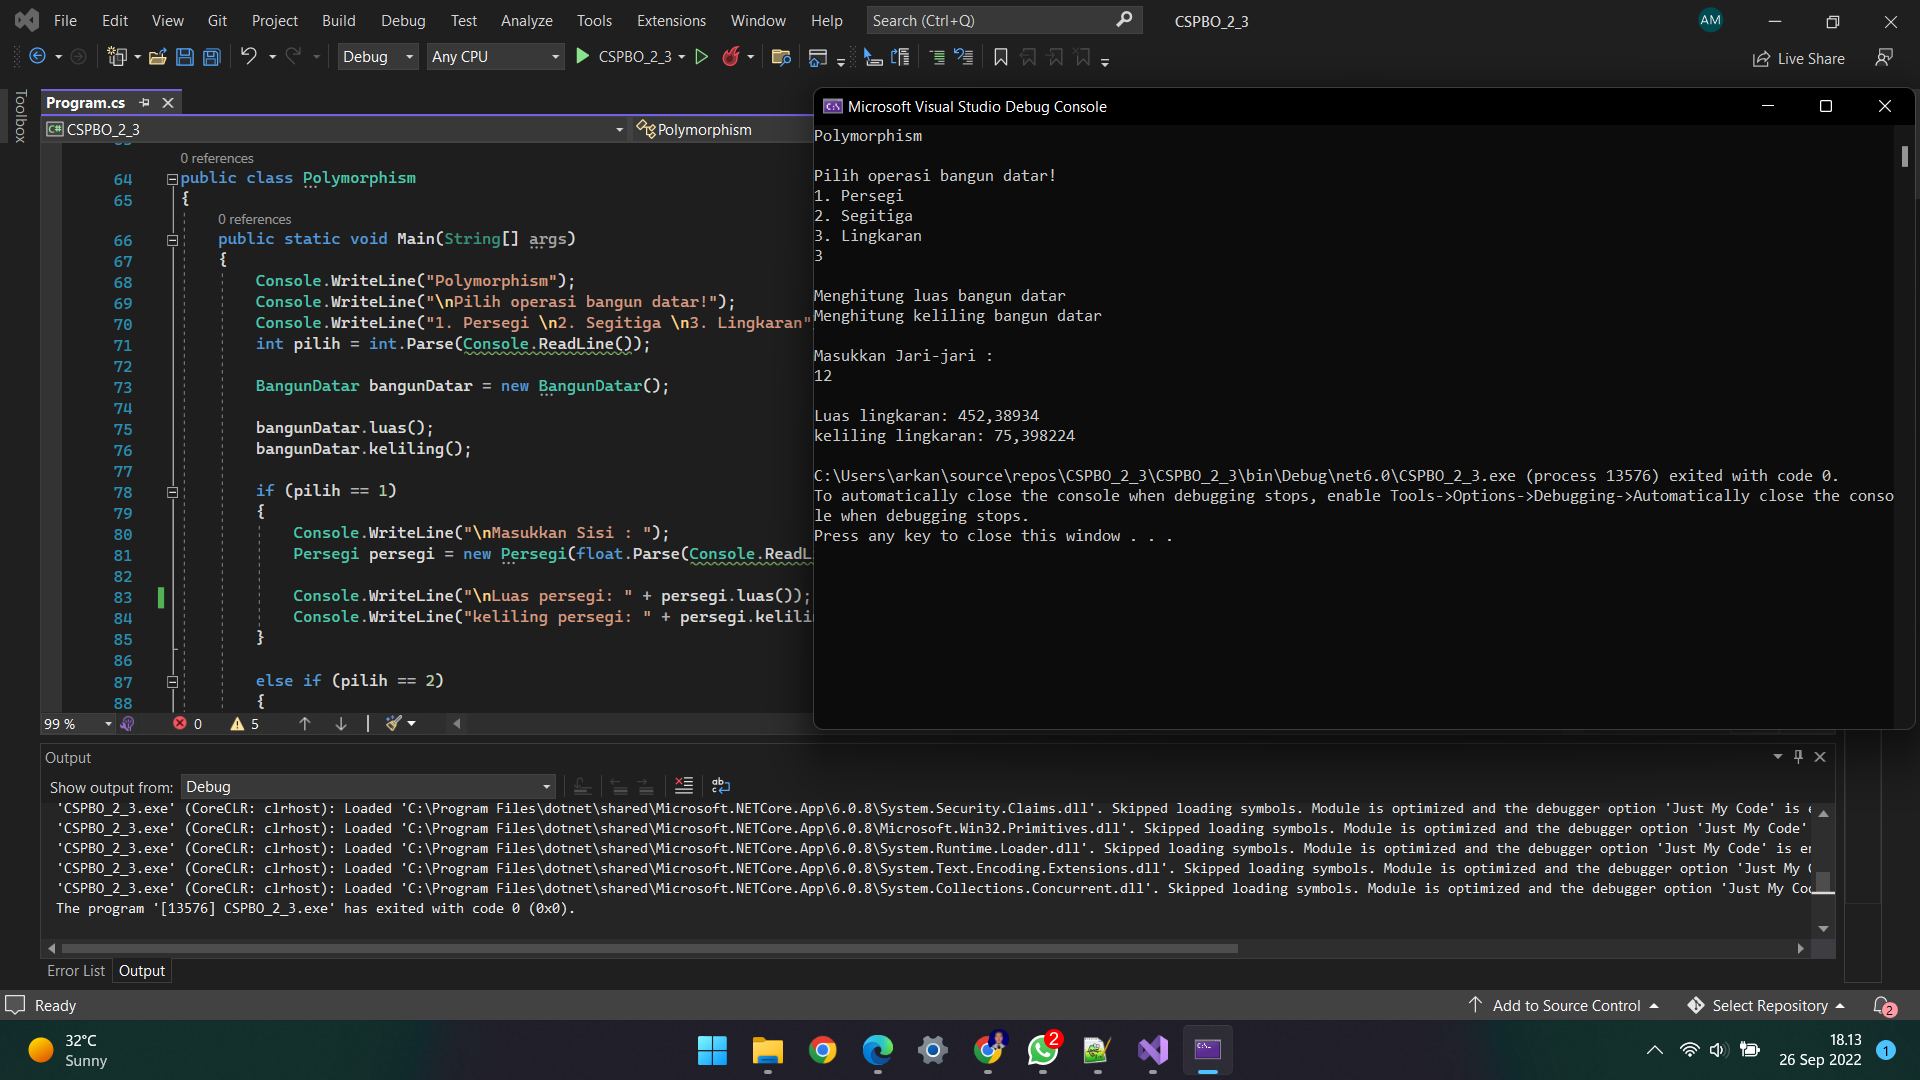 File Edit View Git Project Build Debug Test Analyze Tools Extensions Window Help Search (Ctrl+Q) CSPBO_2_3 AM
Debug Any CPU CSPBO_2_3 Live Share
Toolbox
Program.cs
C# CSPBO_2_3 Polymorphism
0 references
64 public class Polymorphism
65 {
0 references
66 public static void Main(String[] args)
67 {
68 Console.WriteLine("Polymorphism");
69 Console.WriteLine("\nPilih operasi bangun datar!");
70 Console.WriteLine("1. Persegi \n2. Segitiga \n3. Lingkaran"
71 int pilih = int.Parse(Console.ReadLine());
72
73 BangunDatar bangunDatar = new BangunDatar();
74
75 bangunDatar.luas();
76 bangunDatar.keliling();
77
78 if (pilih == 1)
79 {
80 Console.WriteLine("\nMasukkan Sisi : ");
81 Persegi persegi = new Persegi(float.Parse(Console.ReadL
82
83 Console.WriteLine("\nLuas persegi: " + persegi.luas());
84 Console.WriteLine("keliling persegi: " + persegi.kelili
85 }
86
87 else if (pilih == 2)
88 {
99 % 0 5
Microsoft Visual Studio Debug Console
Polymorphism
Pilih operasi bangun datar!
1. Persegi
2. Segitiga
3. Lingkaran
3
Menghitung luas bangun datar
Menghitung keliling bangun datar
Masukkan Jari-jari :
12
Luas lingkaran: 452,38934
keliling lingkaran: 75,398224
C:\Users\arkan\source\repos\CSPBO_2_3\CSPBO_2_3\bin\Debug\net6.0\CSPBO_2_3.exe (process 13576) exited with code 0.
To automatically close the console when debugging stops, enable Tools->Options->Debugging->Automatically close the conso
le when debugging stops.
Press any key to close this window . . .
Output
Show output from: Debug
'CSPBO_2_3.exe' (CoreCLR: clrhost): Loaded 'C:\Program Files\dotnet\shared\Microsoft.NETCore.App\6.0.8\System.Security.Claims.dll'. Skipped loading symbols. Module is optimized and the debugger option 'Just My Code' is e
'CSPBO_2_3.exe' (CoreCLR: clrhost): Loaded 'C:\Program Files\dotnet\shared\Microsoft.NETCore.App\6.0.8\Microsoft.Win32.Primitives.dll'. Skipped loading symbols. Module is optimized and the debugger option 'Just My Code'
'CSPBO_2_3.exe' (CoreCLR: clrhost): Loaded 'C:\Program Files\dotnet\shared\Microsoft.NETCore.App\6.0.8\System.Runtime.Loader.dll'. Skipped loading symbols. Module is optimized and the debugger option 'Just My Code' is en
'CSPBO_2_3.exe' (CoreCLR: clrhost): Loaded 'C:\Program Files\dotnet\shared\Microsoft.NETCore.App\6.0.8\System.Text.Encoding.Extensions.dll'. Skipped loading symbols. Module is optimized and the debugger option 'Just My C
'CSPBO_2_3.exe' (CoreCLR: clrhost): Loaded 'C:\Program Files\dotnet\shared\Microsoft.NETCore.App\6.0.8\System.Collections.Concurrent.dll'. Skipped loading symbols. Module is optimized and the debugger option 'Just My Co
The program '[13576] CSPBO_2_3.exe' has exited with code 0 (0x0).
Error List Output
Ready Add to Source Control Select Repository 2
32°C
Sunny
2
18.13
26 Sep 2022
1